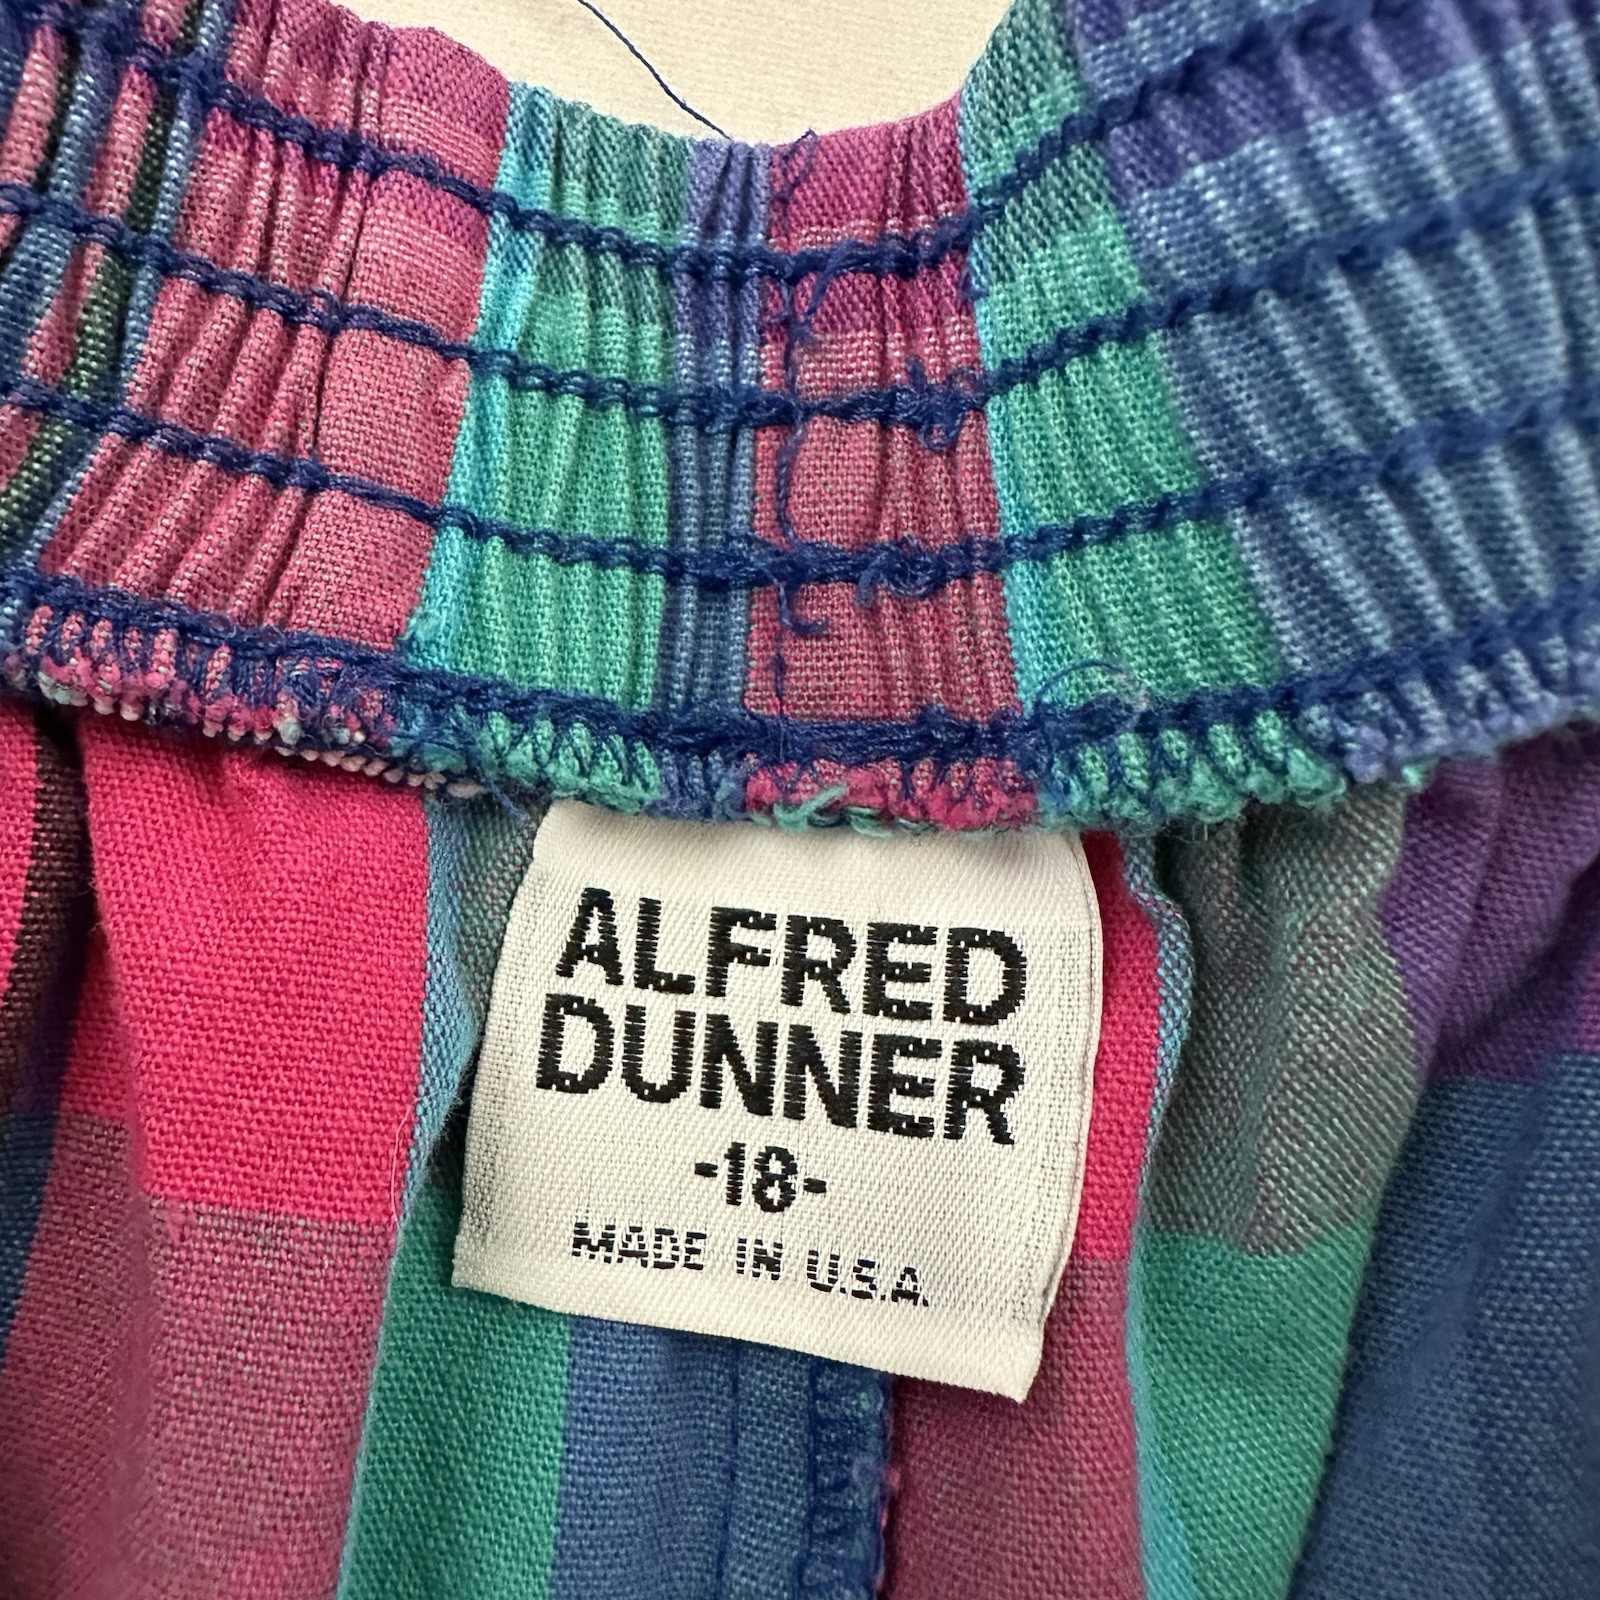 ALFRED
DUNNER
-18-
MADE IN U.S.A.